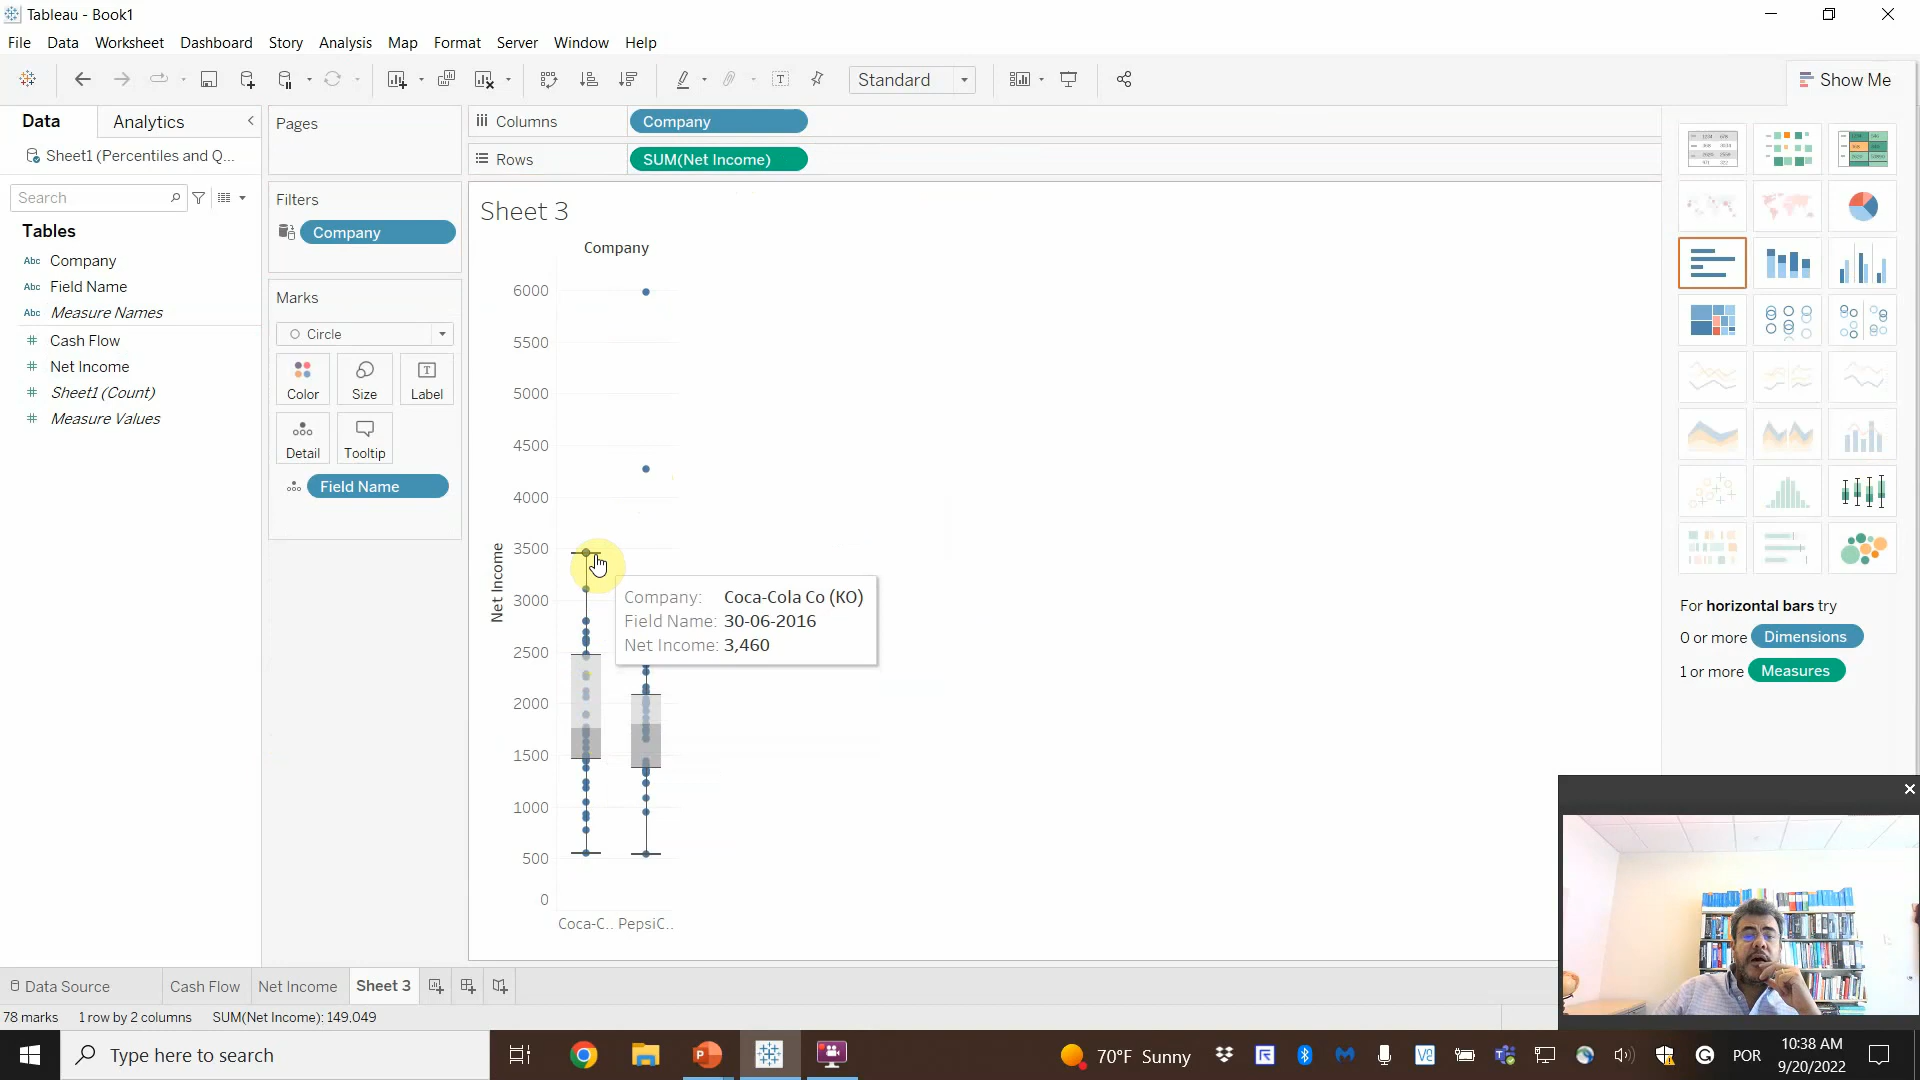 Tableau - Book1
File Data Worksheet Dashboard Story Analysis Map Format Server Window Help
Standard
Show Me
Data Analytics
Pages
Columns Company
Sheet1 (Percentiles and Q...
Rows SUM(Net Income)
Search
Filters
Company
Tables
Abc Company
Abc Field Name
Abc Measure Names
# Cash Flow
# Net Income
# Sheet1 (Count)
# Measure Values
Marks
Circle
Color Size Label
Detail Tooltip
Field Name
Sheet 3
Company
6000
5500
5000
4500
4000
3500
3000
2500
2000
1500
1000
500
0
Net Income
Coca-C.. PepsiC..
Company: Coca-Cola Co (KO)
Field Name: 30-06-2016
Net Income: 3,460
For horizontal bars try
0 or more Dimensions
1 or more Measures
Data Source Cash Flow Net Income Sheet 3
78 marks 1 row by 2 columns SUM(Net Income): 149,049
Type here to search
70°F Sunny
POR
10:38 AM
9/20/2022